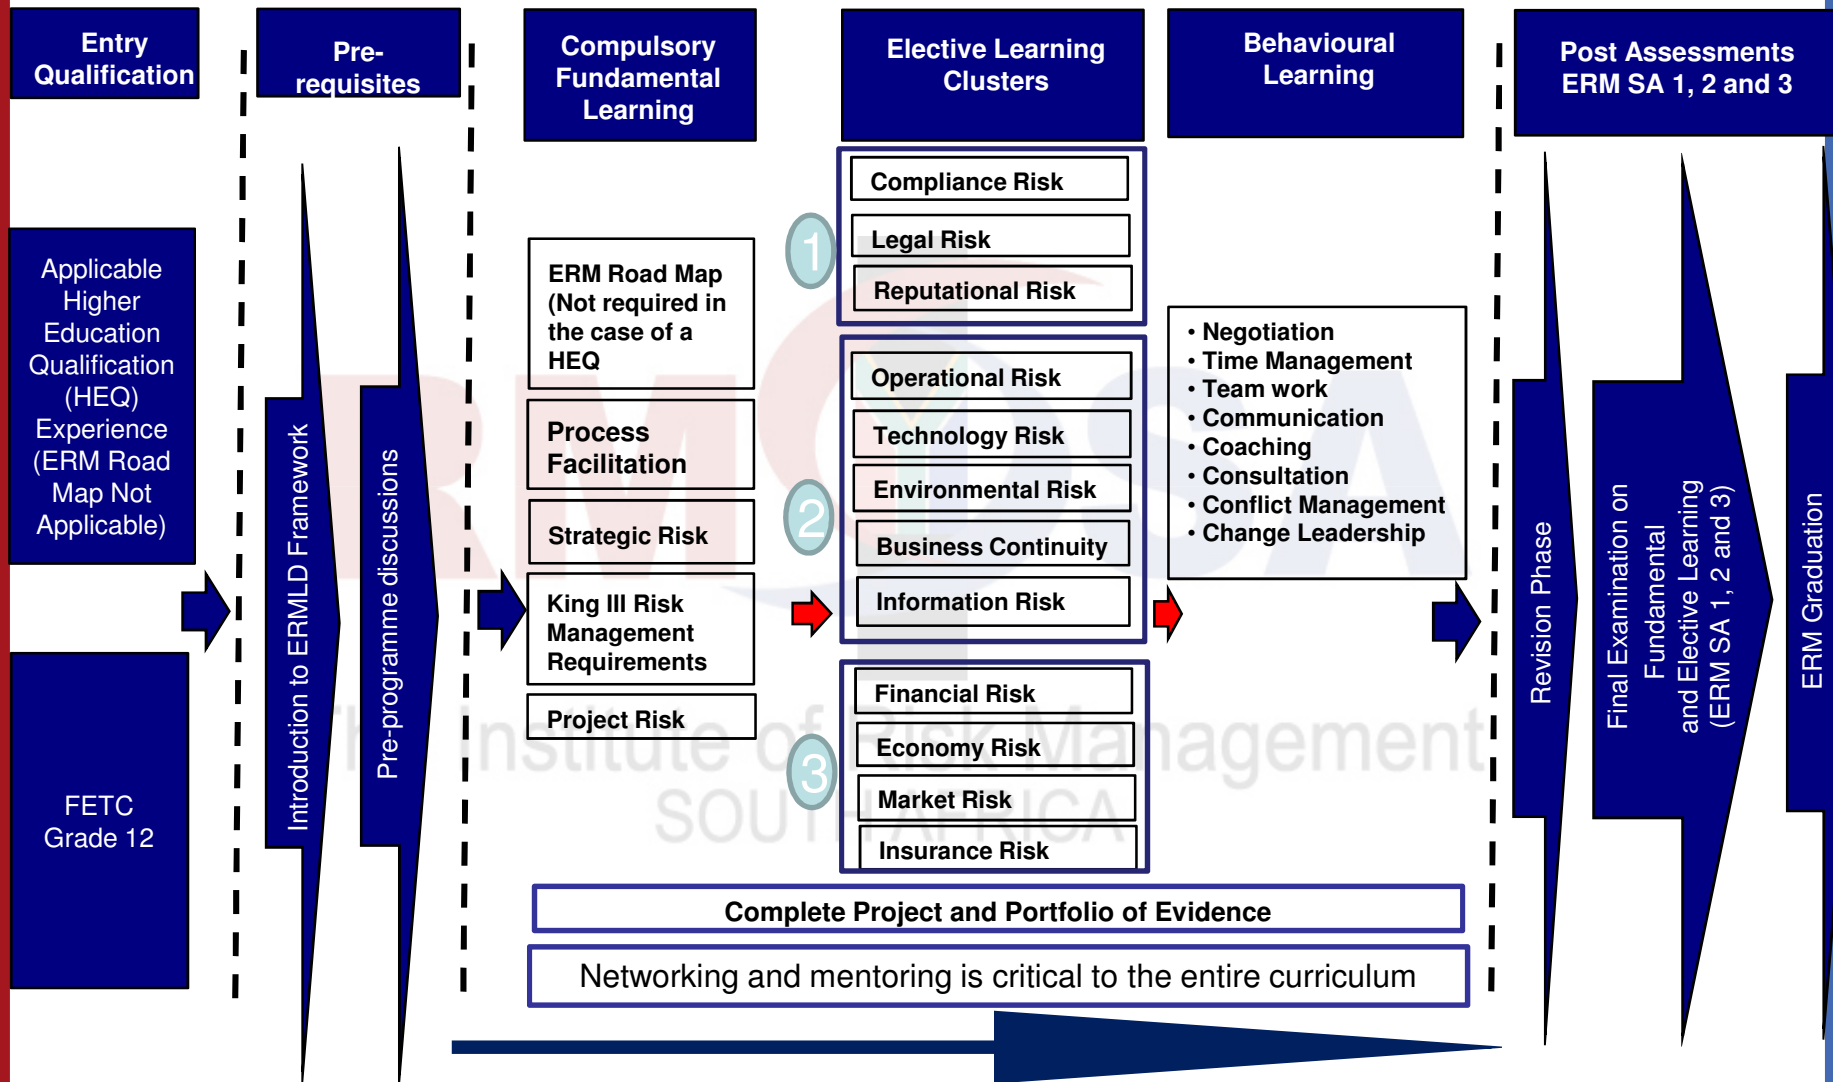 Entry
Qualification
Pre-
requisites
Compulsory
Fundamental
Learning
Elective Learning
Clusters
Behavioural
Learning
Post Assessments
ERM SA 1, 2 and 3
Applicable
Higher
Education
Qualification
(HEQ)
Experience
(ERM Road
Map Not
Applicable)
FETC
Grade 12
Introduction to ERMLD Framework
Pre-programme discussions
ERM Road Map
(Not required in
the case of a
HEQ
Process
Facilitation
Strategic Risk
King III Risk
Management
Requirements
Project Risk
1
Compliance Risk
Legal Risk
Reputational Risk
2
Operational Risk
Technology Risk
Environmental Risk
Business Continuity
Information Risk
3
Financial Risk
Economy Risk
Market Risk
Insurance Risk
• Negotiation
• Time Management
• Team work
• Communication
• Coaching
• Consultation
• Conflict Management
• Change Leadership
Revision Phase
Final Examination on
Fundamental
and Elective Learning
(ERM SA 1, 2 and 3)
ERM Graduation
Complete Project and Portfolio of Evidence
Networking and mentoring is critical to the entire curriculum
RM SA
The Institute of Risk Management
SOUTH AFRICA